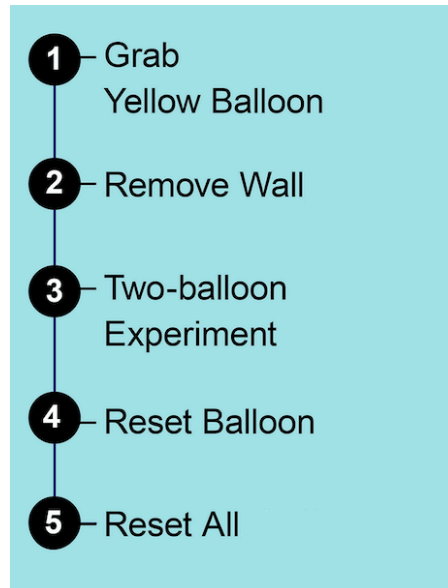 1 Grab
Yellow Balloon
2 Remove Wall
3 Two-balloon
Experiment
4 Reset Balloon
5 Reset All